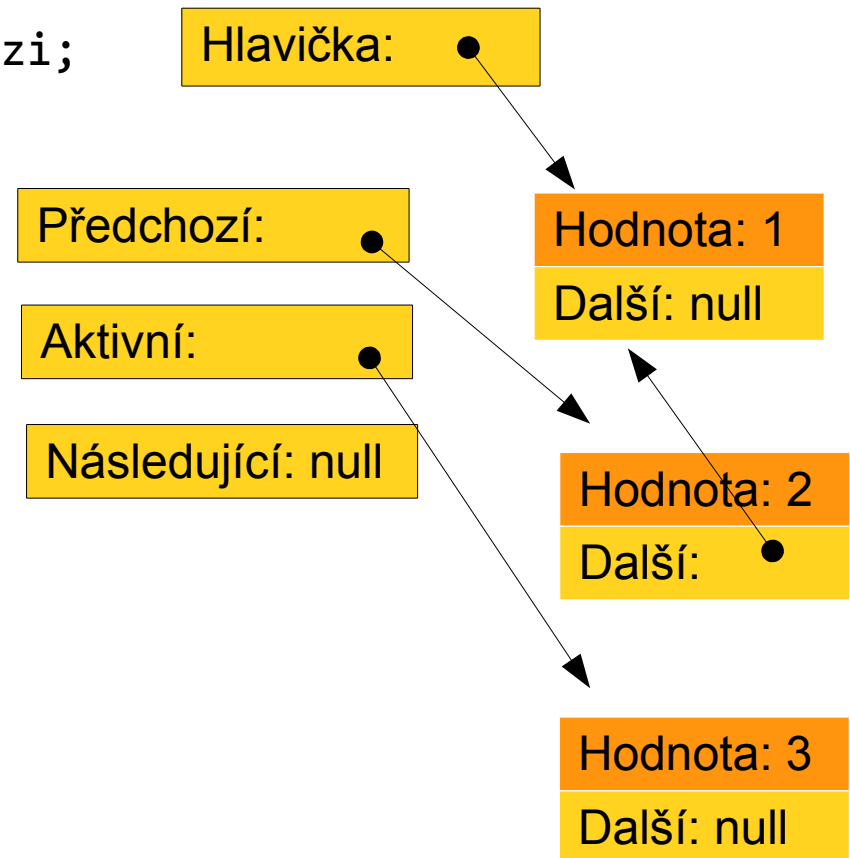 zi;
Hlavička:
Předchozí:
Aktivní:
Následující: null
Hodnota: 1
Další: null
Hodnota: 2
Další:
Hodnota: 3
Další: null